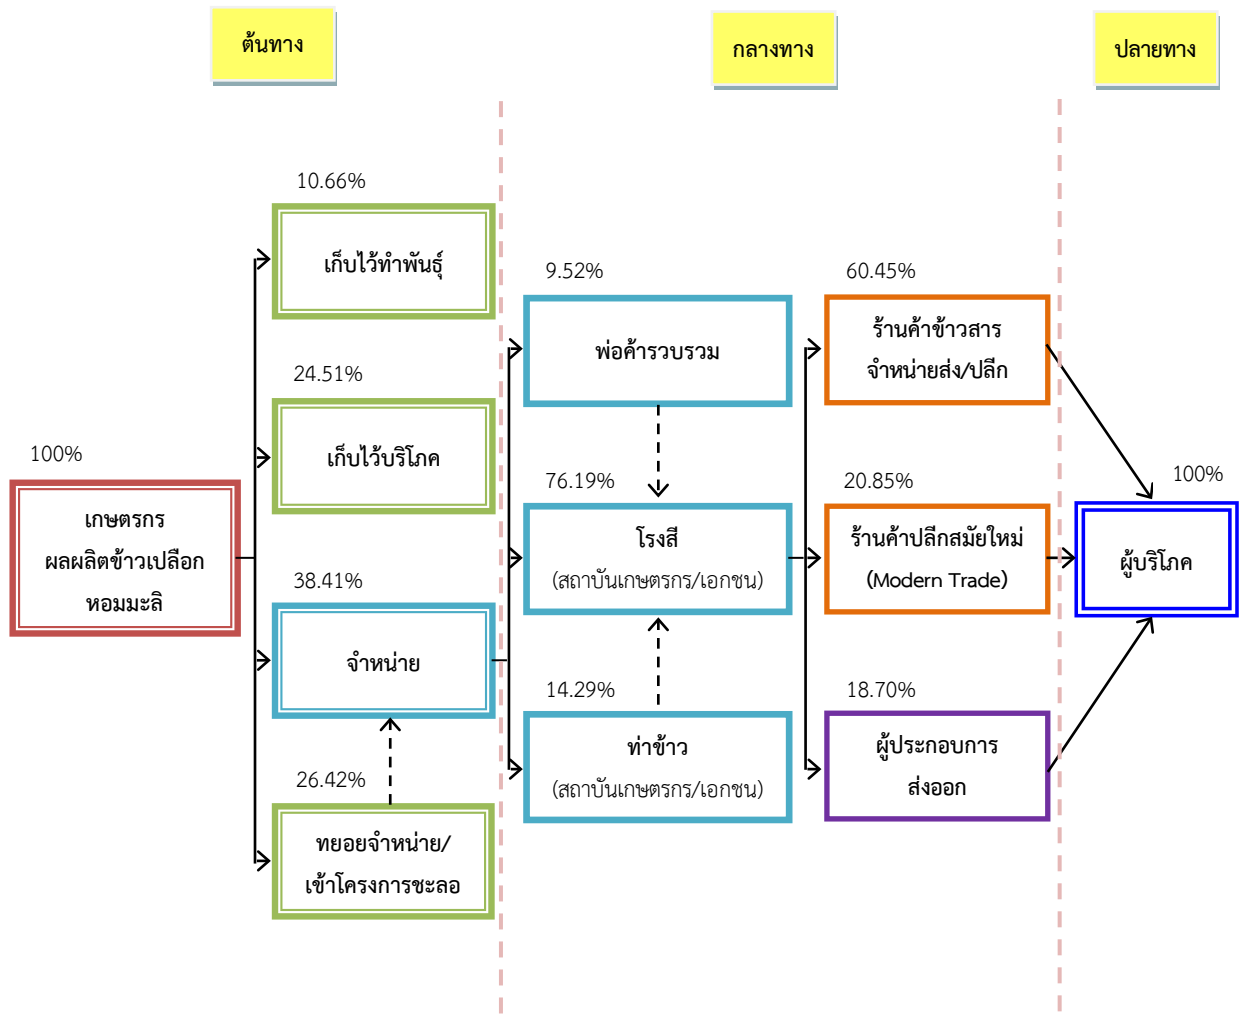 ต้นทาง
กลางทาง
ปลายทาง
100%
เกษตรกร
ผลผลิตข้าวเปลือก
หอมมะลิ
10.66%
เก็บไว้ทำพันธุ์
24.51%
เก็บไว้บริโภค
38.41%
จำหน่าย
26.42%
ทยอยจำหน่าย/
เข้าโครงการชะลอ
9.52%
พ่อค้ารวบรวม
76.19%
โรงสี
(สถาบันเกษตรกร/เอกชน)
14.29%
ท่าข้าว
(สถาบันเกษตรกร/เอกชน)
60.45%
ร้านค้าข้าวสาร
จำหน่ายส่ง/ปลีก
20.85%
ร้านค้าปลีกสมัยใหม่
(Modern Trade)
18.70%
ผู้ประกอบการ
ส่งออก
100%
ผู้บริโภค